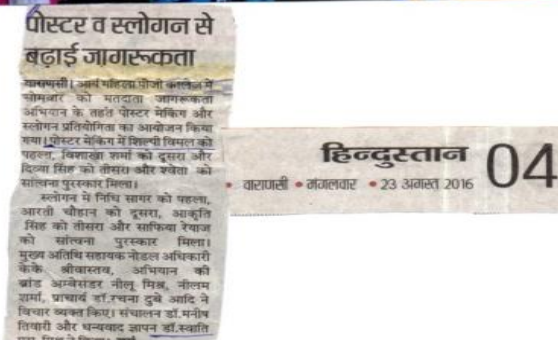 पोस्टर व स्लोगन से
बढ़ाई जागरूकता
वाराणसी। आर्य महिला पीजी कालेज में
सोमवार को मतदाता जागरूकता
अभियान के तहत पोस्टर मेकिंग और
स्लोगन प्रतियोगिता का आयोजन किया
गया। पोस्टर मेकिंग में शिल्पी विमल को
पहला, विशाखा शर्मा को दूसरा और
दिव्या सिंह को तीसरा और श्वेता को
सांत्वना पुरस्कार मिला।
स्लोगन में निधि सागर को पहला,
आरती चौहान को दूसरा, आकृति
सिंह को तीसरा और साफिया रेयाज
को सांत्वना पुरस्कार मिला।
मुख्य अतिथि सहायक नोडल अधिकारी
केके श्रीवास्तव, अभियान की
ब्रांड अम्बेसडर नीलू मिश्र, नीलम
शर्मा, प्राचार्य डॉ.रचना दुबे आदि ने
विचार व्यक्त किए। संचालन डॉ.मनीष
तिवारी और धन्यवाद ज्ञापन डॉ.स्वाति
हिन्दुस्तान 04
• वाराणसी • मंगलवार • 23 अगस्त 2016